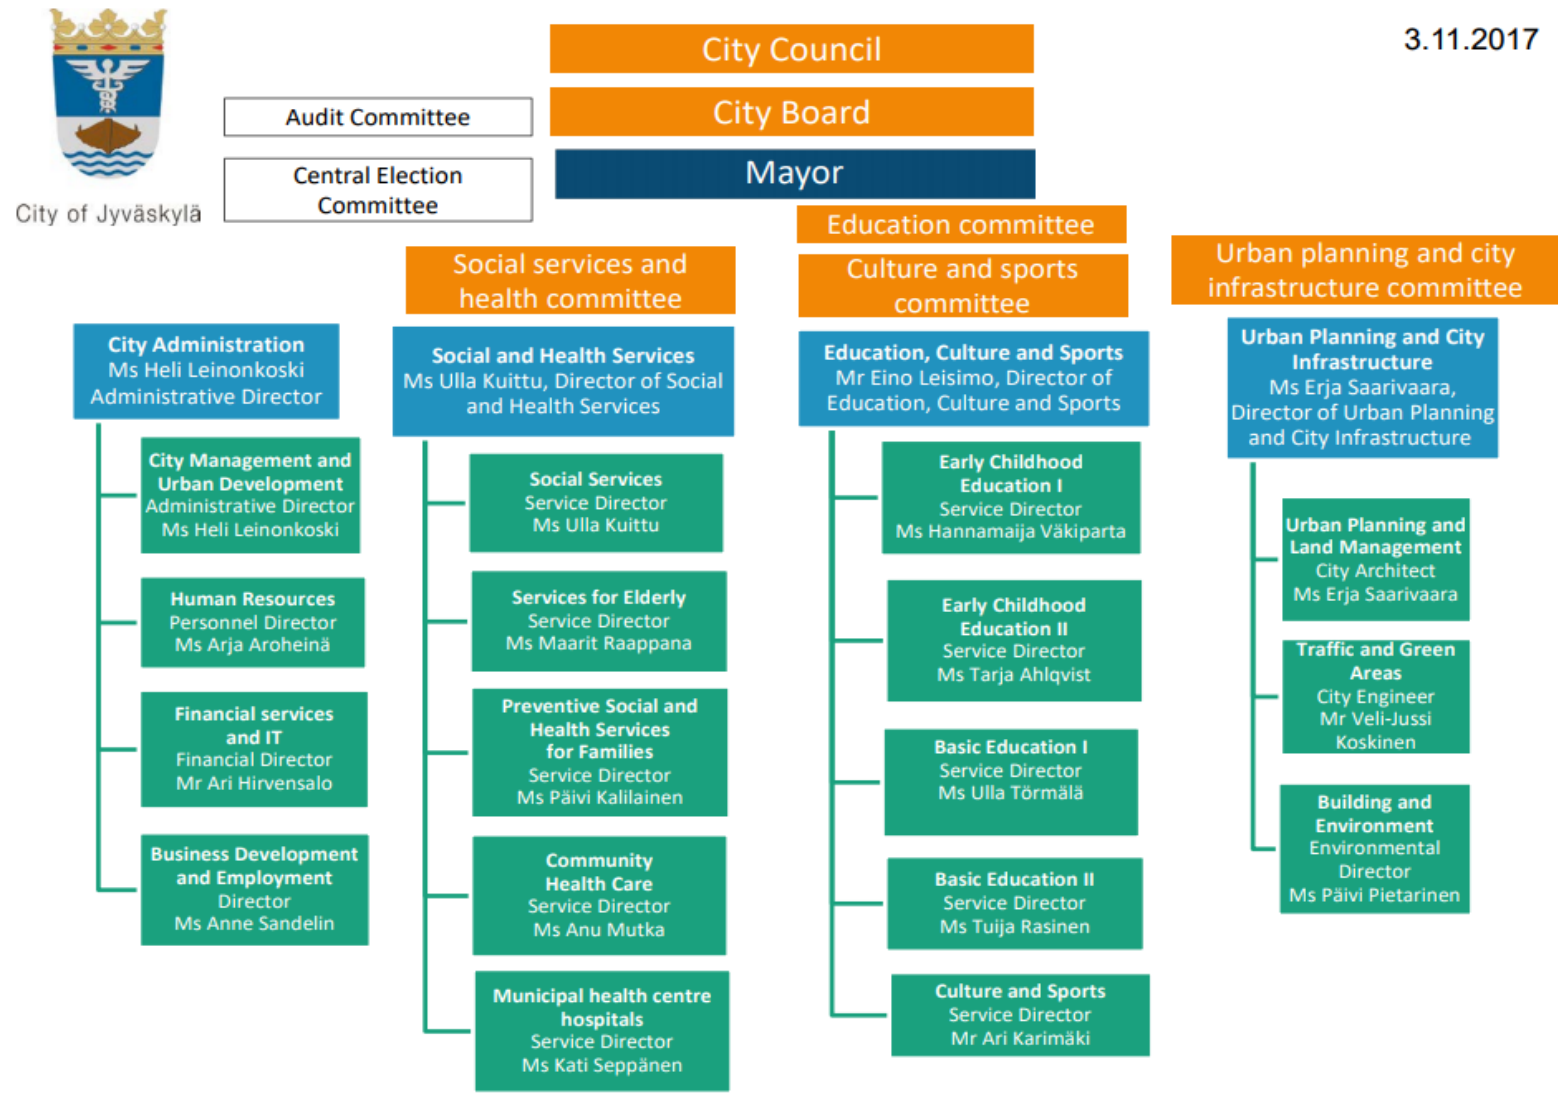 City Council
3.11.2017
City Board
Audit Committee
Mayor
Central Election
Committee
City of Jyväskylä
Education committee
Social services and
health committee
Culture and sports
committee
Urban planning and city
infrastructure committee
City Administration
Ms Heli Leinonkoski
Administrative Director
City Management and
Urban Development
Administrative Director
Ms Heli Leinonkoski
Human Resources
Personnel Director
Ms Arja Aroheinä
Financial services
and IT
Financial Director
Mr Ari Hirvensalo
Business Development
and Employment
Director
Ms Anne Sandelin
Social and Health Services
Ms Ulla Kuittu, Director of Social
and Health Services
Social Services
Service Director
Ms Ulla Kuittu
Services for Elderly
Service Director
Ms Maarit Raappana
Preventive Social and
Health Services
for Families
Service Director
Ms Päivi Kalilainen
Community
Health Care
Service Director
Ms Anu Mutka
Municipal health centre
hospitals
Service Director
Ms Kati Seppänen
Education, Culture and Sports
Mr Eino Leisimo, Director of
Education, Culture and Sports
Early Childhood
Education I
Service Director
Ms Hannamaija Väkiparta
Early Childhood
Education II
Service Director
Ms Tarja Ahlqvist
Basic Education I
Service Director
Ms Ulla Törmälä
Basic Education II
Service Director
Ms Tuija Rasinen
Culture and Sports
Service Director
Mr Ari Karimäki
Urban Planning and City
Infrastructure
Ms Erja Saarivaara,
Director of Urban Planning
and City Infrastructure
Urban Planning and
Land Management
City Architect
Ms Erja Saarivaara
Traffic and Green
Areas
City Engineer
Mr Veli-Jussi
Koskinen
Building and
Environment
Environmental
Director
Ms Päivi Pietarinen